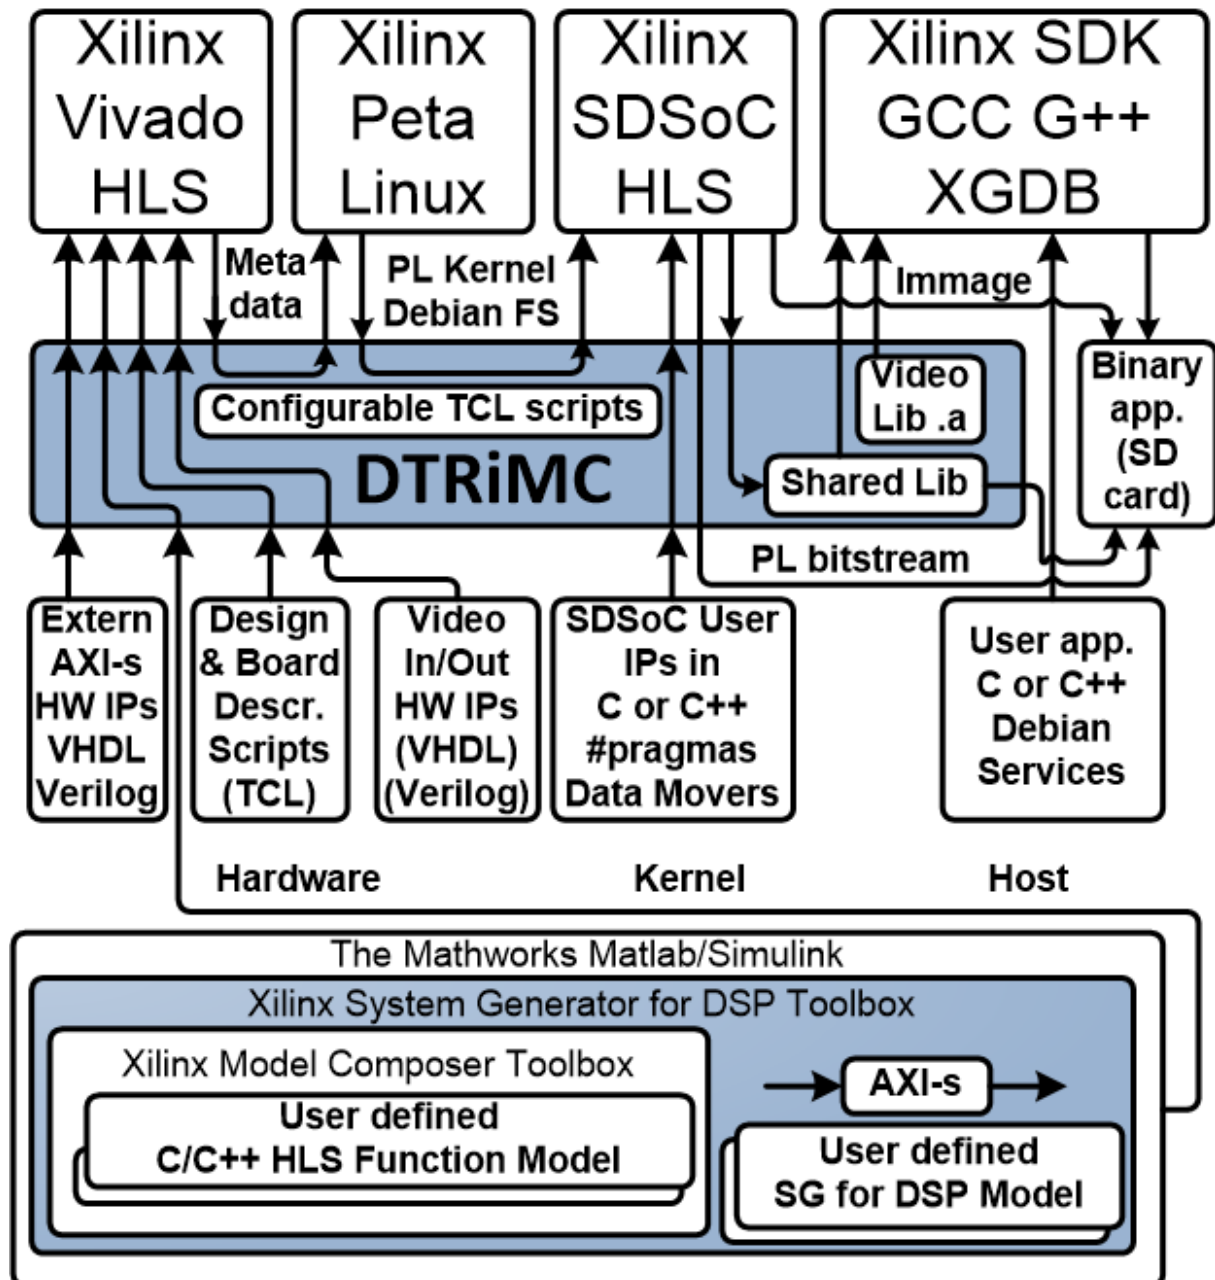 Xilinx
Vivado
HLS
Xilinx
Peta
Linux
Xilinx
SDSoC
HLS
Xilinx SDK
GCC G++
XGDB
Meta
data
PL Kernel
Debian FS
Immage
Configurable TCL scripts
DTRiMC
Video
Lib .a
Shared Lib
Binary
app.
(SD
card)
PL bitstream
Extern
AXI-s
HW IPs
VHDL
Verilog
Design
& Board
Descr.
Scripts
(TCL)
Video
In/Out
HW IPs
(VHDL)
(Verilog)
SDSoC User
IPs in
C or C++
#pragmas
Data Movers
User app.
C or C++
Debian
Services
Hardware
Kernel
Host
The Mathworks Matlab/Simulink
Xilinx System Generator for DSP Toolbox
Xilinx Model Composer Toolbox
User defined
C/C++ HLS Function Model
AXI-s
User defined
SG for DSP Model